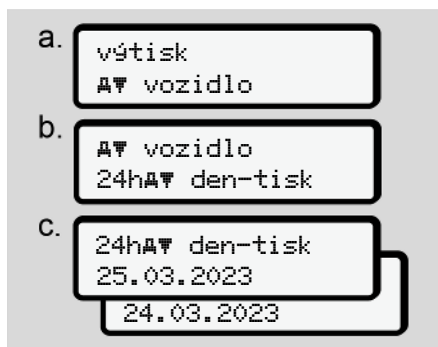 a.
výtisk
vozidlo
b.
vozidlo
24h den-tisk
c.
24h den-tisk
25.03.2023
24.03.2023